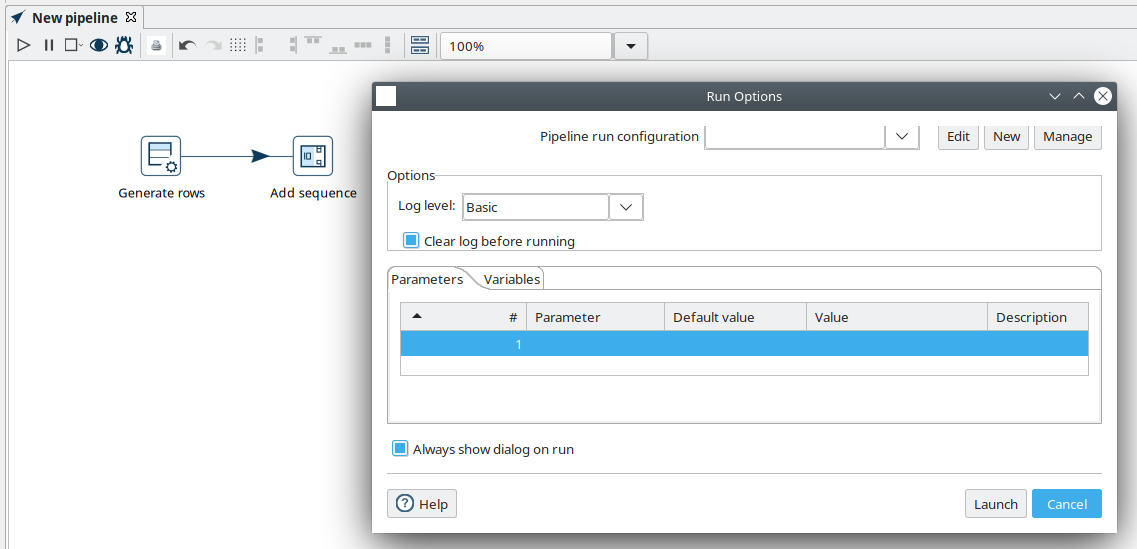 New pipeline
100%
Run Options
Pipeline run configuration
Edit
New
Manage
Generate rows
Add sequence
Options
Log level:
Basic
Clear log before running
Parameters
Variables
# Parameter Default value Value Description
1
Always show dialog on run
Help
Launch
Cancel